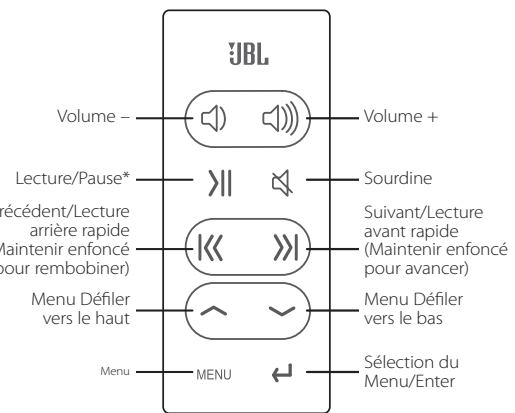 JBL
Volume –
Volume +
Lecture/Pause*
Sourdine
récédent/Lecture
arrière rapide
Maintenir enfoncé
pour rembobiner)
Suivant/Lecture
avant rapide
(Maintenir enfoncé
pour avancer)
Menu Défiler
vers le haut
Menu Défiler
vers le bas
Menu
MENU
Sélection du
Menu/Enter